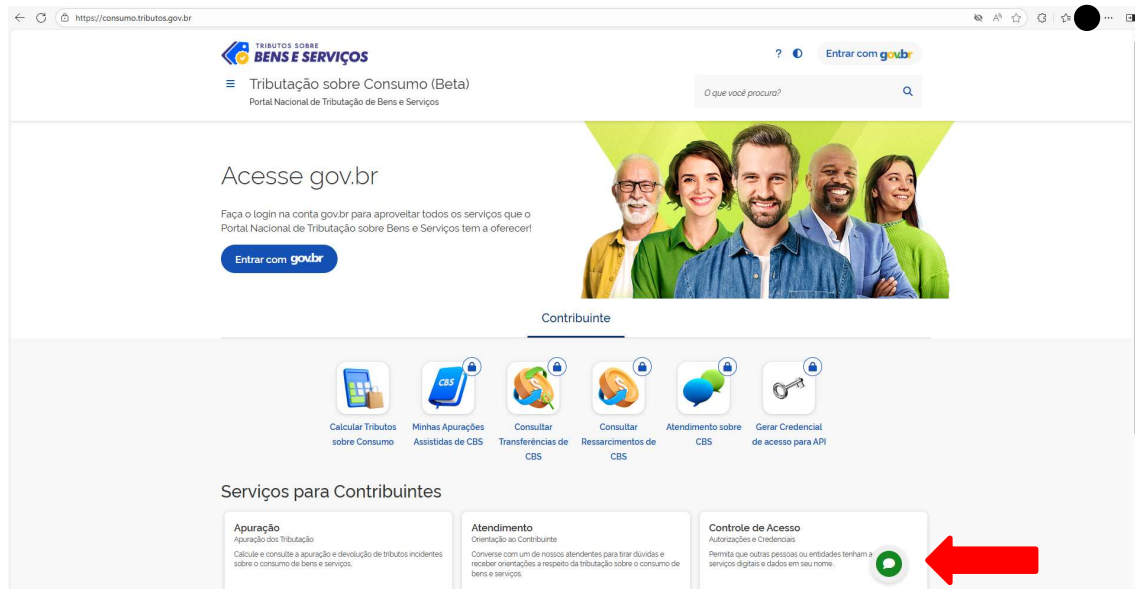 https://consumo.tributos.gov.br
TRIBUTOS SOBRE
BENS E SERVIÇOS
Entrar com gov.br
Tributação sobre Consumo (Beta)
Portal Nacional de Tributação de Bens e Serviços
O que você procura?
Acesse gov.br
Faça o login na conta gov.br para aproveitar todos os serviços que o
Portal Nacional de Tributação sobre Bens e Serviços tem a oferecer!
Entrar com gov.br
Contribuinte
CBS
Calcular Tributos
sobre Consumo
Minhas Apurações
Assistidas de CBS
Consultar
Transferências de
CBS
Consultar
Ressarcimentos de
CBS
Atendimento sobre
CBS
Gerar Credencial
de acesso para API
Serviços para Contribuintes
Apuração
Apuração dos Tributação
Calcule e consulte a apuração e devolução de tributos incidentes
sobre o consumo de bens e serviços.
Atendimento
Orientação ao Contribuinte
Converse com um de nossos atendentes para tirar dúvidas e
receber orientações a respeito da tributação sobre o consumo de
bens e serviços.
Controle de Acesso
Autorizações e Credenciais
Permita que outras pessoas ou entidades tenham a
serviços digitais e dados em seu nome.